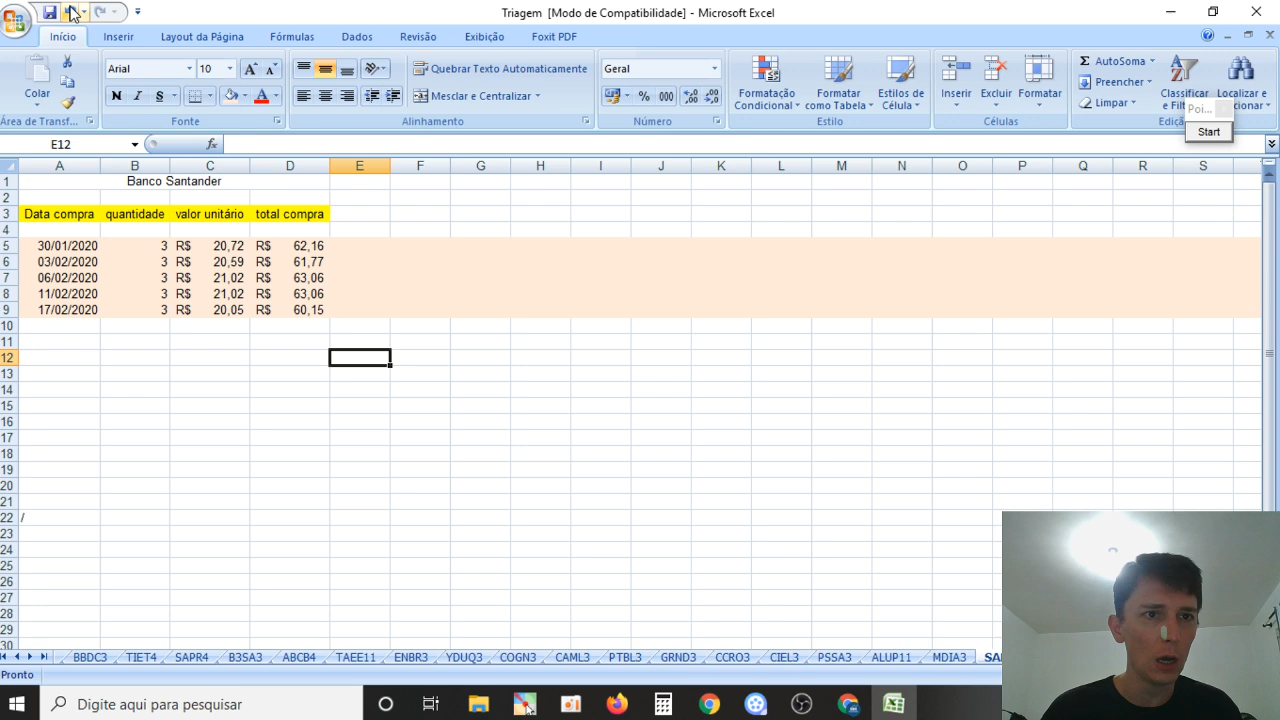 Triagem [Modo de Compatibilidade] - Microsoft Excel
Início Inserir Layout da Página Fórmulas Dados Revisão Exibição Foxit PDF
Colar
Área de Transf...
Arial 10
N I S
Fonte
Quebrar Texto Automaticamente
Mesclar e Centralizar
Alinhamento
Geral
% 000
Número
Formatação Condicional
Formatar como Tabela
Estilos de Célula
Estilo
Inserir Excluir Formatar
Células
Σ AutoSoma
Preencher
Limpar
Classificar e Filt
Localizar e
Ediç
Poi...
Start
E12 fx
A B C D E F G H I J K L M N O P Q R S
1 Banco Santander
2
3 Data compra quantidade valor unitário total compra
4
5 30/01/2020 3 R$ 20,72 R$ 62,16
6 03/02/2020 3 R$ 20,59 R$ 61,77
7 06/02/2020 3 R$ 21,02 R$ 63,06
8 11/02/2020 3 R$ 21,02 R$ 63,06
9 17/02/2020 3 R$ 20,05 R$ 60,15
10
11
12
13
14
15
16
17
18
19
20
21
22 /
23
24
25
26
27
28
29
30
BBDC3 TIET4 SAPR4 B3SA3 ABCB4 TAEE11 ENBR3 YDUQ3 COGN3 CAML3 PTBL3 GRND3 CCRO3 CIEL3 PSSA3 ALUP11 MDIA3
Pronto
Digite aqui para pesquisar